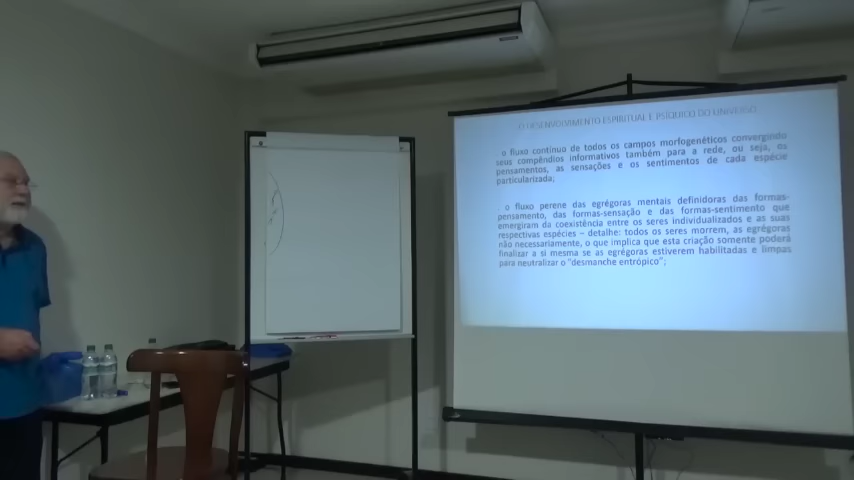 O DESENVOLVIMENTO ESPIRITUAL E PSÍQUICO DO UNIVERSO
o fluxo contínuo de todos os campos morfogenéticos convergindo
seus compêndios informativos também para a rede, ou seja, os
pensamentos, as sensações e os sentimentos de cada espécie
particularizada;
o fluxo perene das egrégoras mentais definidoras das formas-
pensamento, das formas-sensação e das formas-sentimento que
emergiram da coexistência entre os seres individualizados e as suas
respectivas espécies – detalhe: todos os seres morrem, as egrégoras
não necessariamente, o que implica que esta criação somente poderá
finalizar a si mesma se as egrégoras estiverem habilitadas e limpas
para neutralizar o "desmanche entrópico";